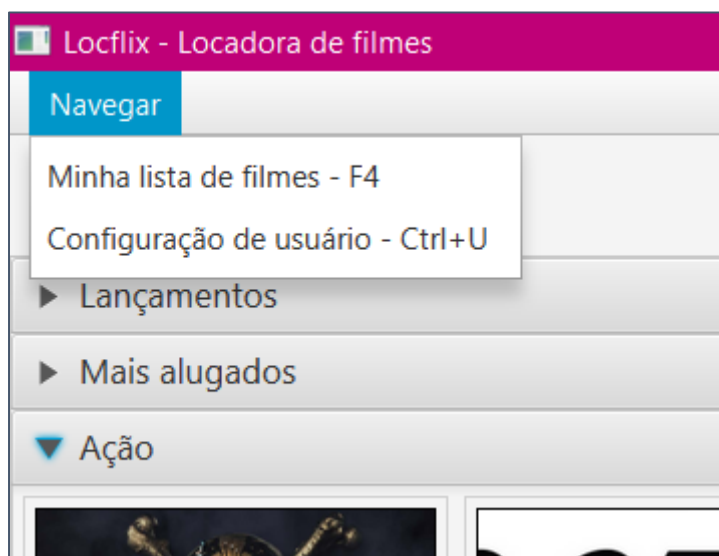 Locflix - Locadora de filmes
Navegar
Minha lista de filmes - F4
Configuração de usuário - Ctrl+U
Lançamentos
Mais alugados
Ação